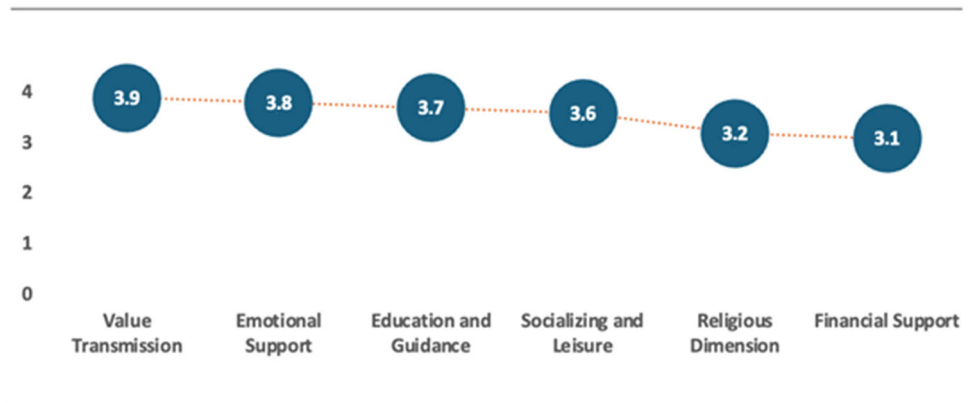 4
3
2
1
0
3.9
3.8
3.7
3.6
3.2
3.1
Value
Transmission
Emotional
Support
Education and
Guidance
Socializing and
Leisure
Religious
Dimension
Financial Support